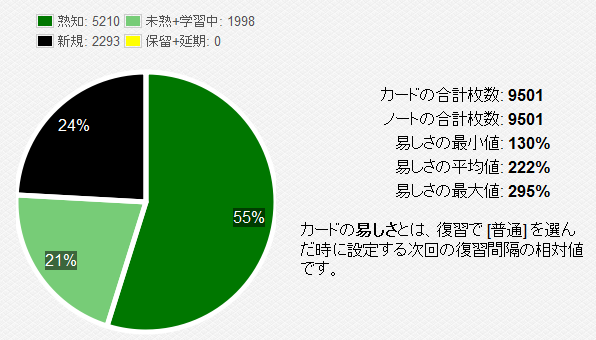 熟知: 5210 未熟+学習中: 1998
新規: 2293 保留+延期: 0
24%
55%
21%
カードの合計枚数: 9501
ノートの合計枚数: 9501
易しさの最小値: 130%
易しさの平均値: 222%
易しさの最大値: 295%
カードの易しさとは、復習で [普通] を選ん
だ時に設定する次回の復習間隔の相対値
です。